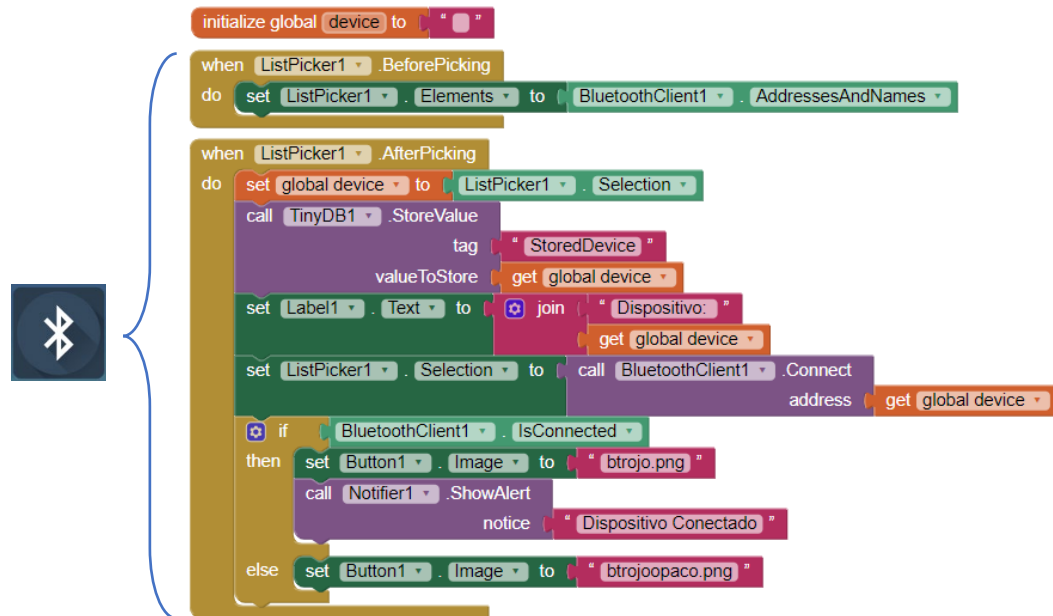 initialize global device to " "
when ListPicker1 .BeforePicking
do set ListPicker1 . Elements to BluetoothClient1 . AddressesAndNames
when ListPicker1 .AfterPicking
do set global device to ListPicker1 . Selection
call TinyDB1 .StoreValue
tag " StoredDevice "
valueToStore get global device
set Label1 . Text to join " Dispositivo: "
get global device
set ListPicker1 . Selection to call BluetoothClient1 .Connect
address get global device
if BluetoothClient1 . IsConnected
then set Button1 . Image to " btrojo.png "
call Notifier1 .ShowAlert
notice " Dispositivo Conectado "
else set Button1 . Image to " btrojoopaco.png "